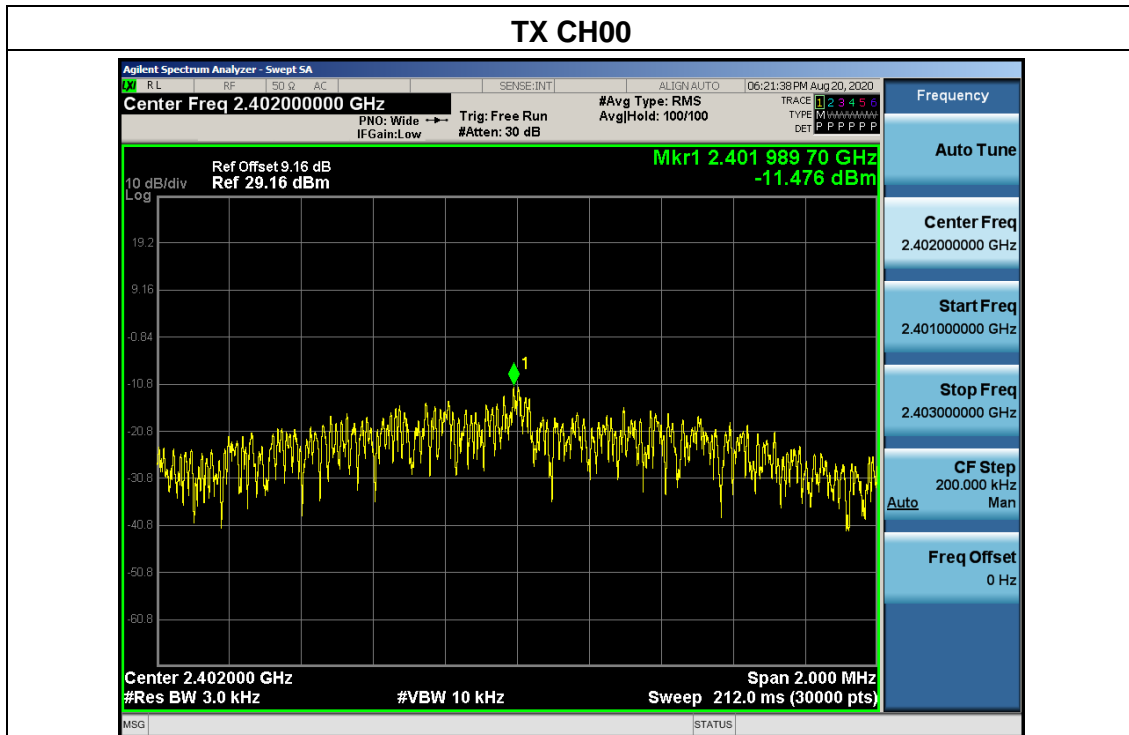 TX CH00
Agilent Spectrum Analyzer - Swept SA
LXI RL RF 50 Ω AC SENSE:INT ALIGN AUTO 06:21:38 PM Aug 20, 2020
Center Freq 2.402000000 GHz
PNO: Wide
IFGain:Low
Trig: Free Run
#Atten: 30 dB
#Avg Type: RMS
Avg|Hold: 100/100
TRACE 1 2 3 4 5 6
TYPE M
DET P P P P P P
Frequency
Auto Tune
Center Freq
2.402000000 GHz
Start Freq
2.401000000 GHz
Stop Freq
2.403000000 GHz
CF Step
200.000 kHz
Auto Man
Freq Offset
0 Hz
Mkr1 2.401 989 70 GHz
-11.476 dBm
Ref Offset 9.16 dB
10 dB/div Ref 29.16 dBm
Log
19.2
9.16
-0.84
1
-10.8
-20.8
-30.8
-40.8
-50.8
-60.8
Center 2.402000 GHz Span 2.000 MHz
#Res BW 3.0 kHz #VBW 10 kHz Sweep 212.0 ms (30000 pts)
MSG STATUS